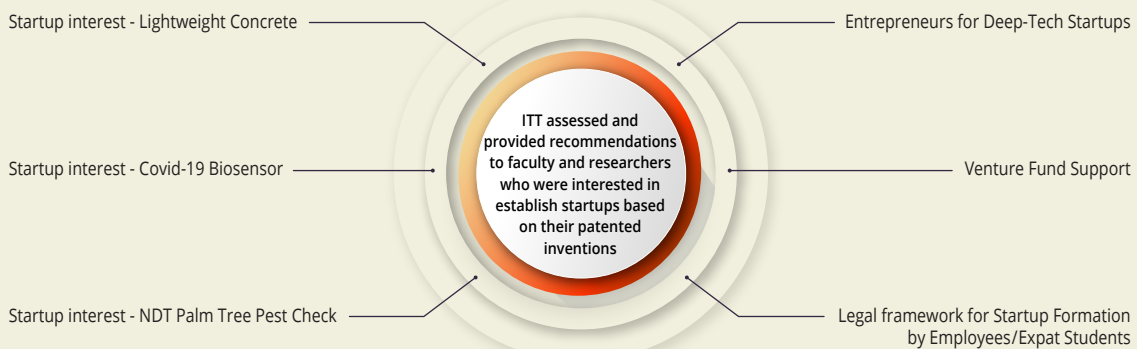 Startup interest - Lightweight Concrete
Entrepreneurs for Deep-Tech Startups
ITT assessed and
provided recommendations
to faculty and researchers
who were interested in
establish startups based
on their patented
inventions
Startup interest - Covid-19 Biosensor
Venture Fund Support
Startup interest - NDT Palm Tree Pest Check
Legal framework for Startup Formation
by Employees/Expat Students